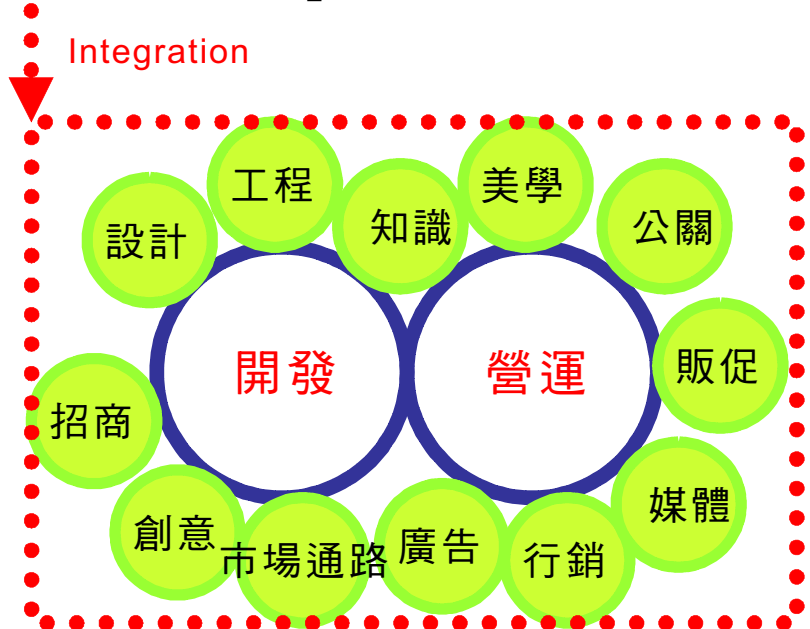 Integration
工程
美學
知識
公關
設計
開發
營運
販促
招商
媒體
創意
市場通路
廣告
行銷